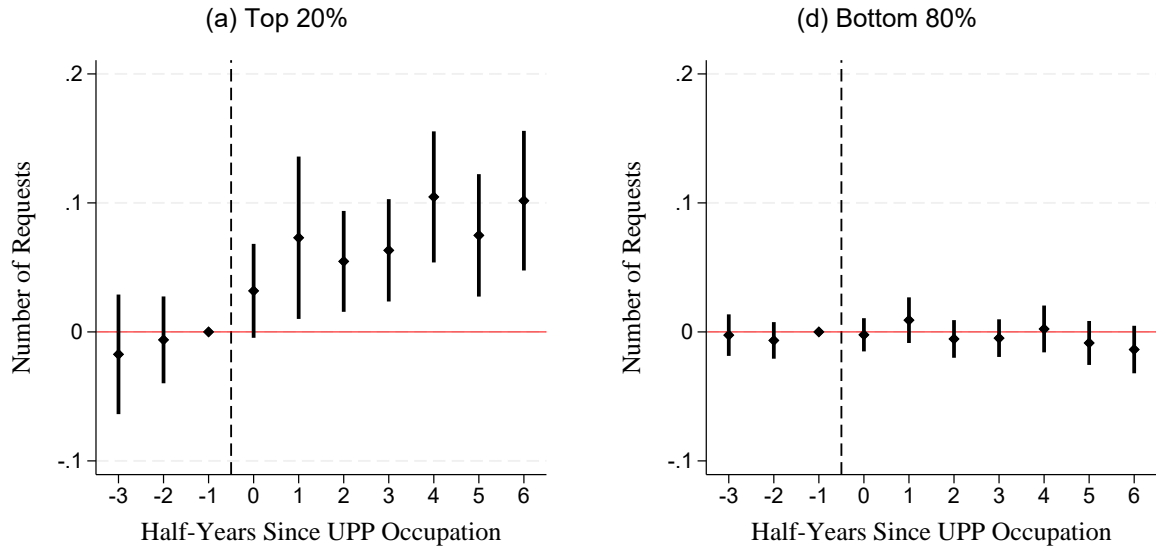 (a) Top 20%
.2
.1
0
-.1
Number of Requests
-3 -2 -1 0 1 2 3 4 5 6
Half-Years Since UPP Occupation
(d) Bottom 80%
.2
.1
0
-.1
Number of Requests
-3 -2 -1 0 1 2 3 4 5 6
Half-Years Since UPP Occupation